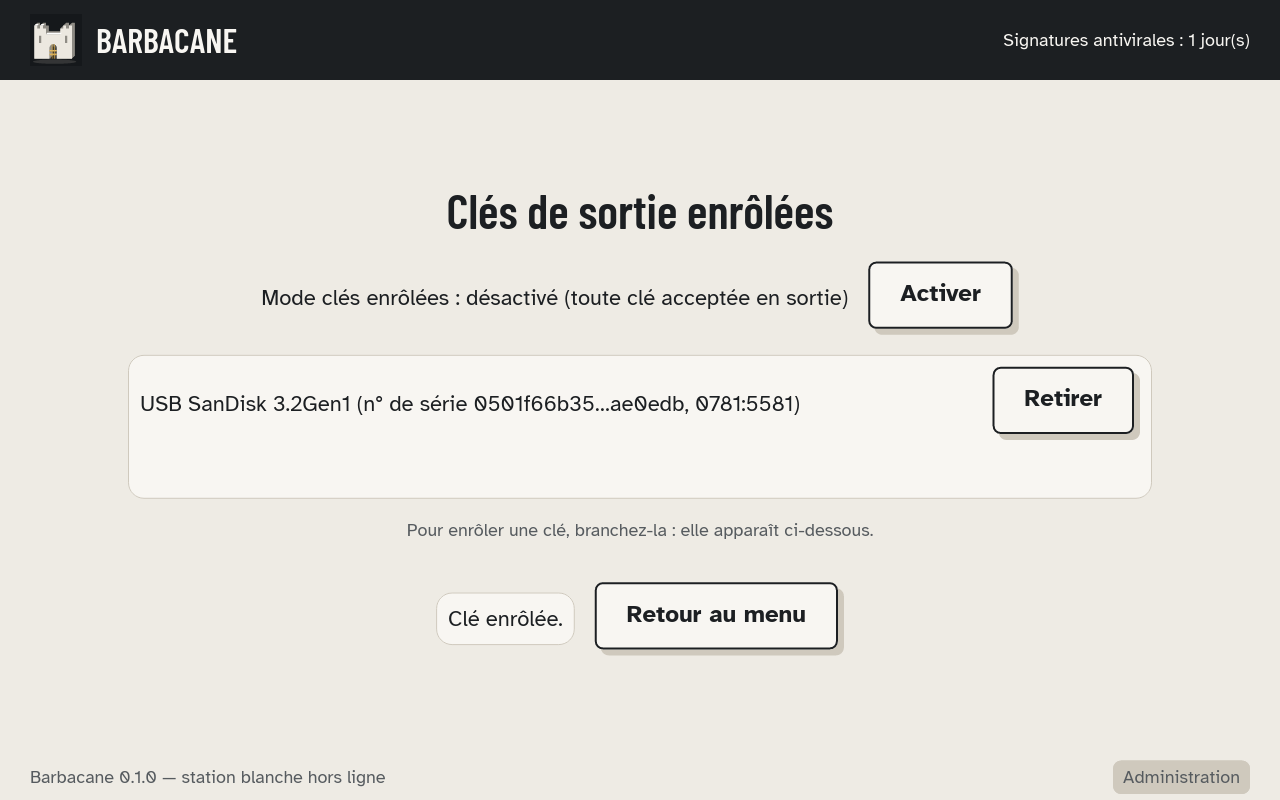 BARBACANE
Signatures antivirales : 1 jour(s)
Clés de sortie enrôlées
Mode clés enrôlées : désactivé (toute clé acceptée en sortie)
Activer
USB SanDisk 3.2Gen1 (n° de série 0501f66b35…ae0edb, 0781:5581)
Retirer
Pour enrôler une clé, branchez-la : elle apparaît ci-dessous.
Clé enrôlée.
Retour au menu
Barbacane 0.1.0 — station blanche hors ligne
Administration